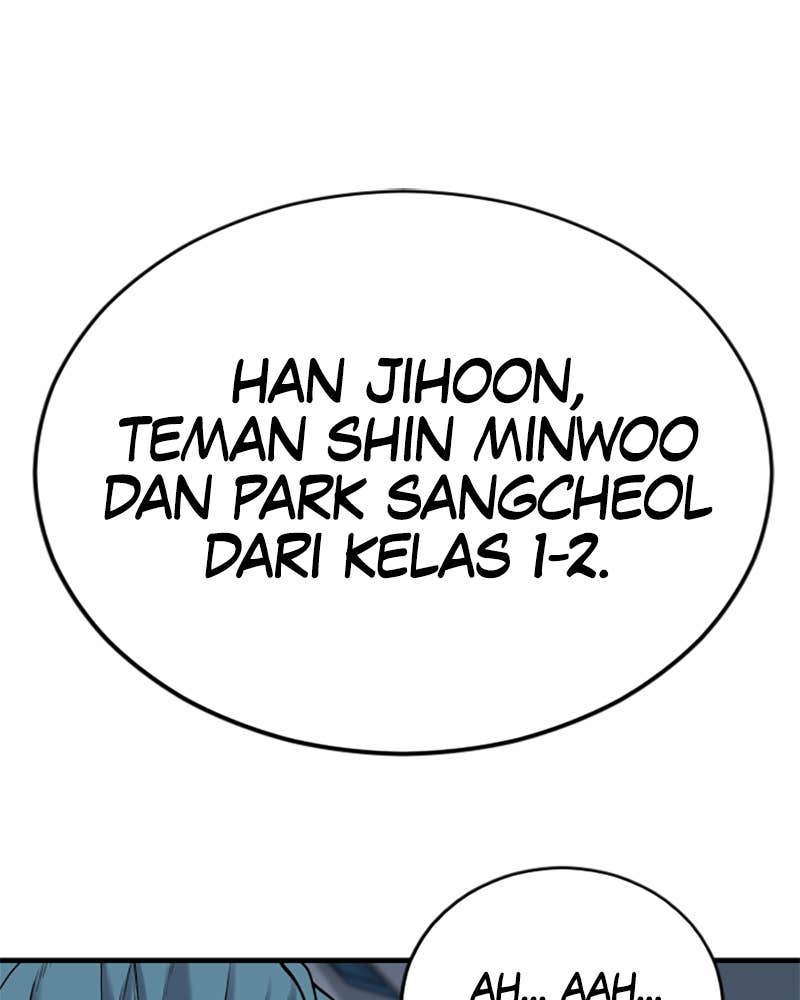 HAN JIHOON,
TEMAN SHIN MINWOO
DAN PARK SANGCHEOL
DARI KELAS 1-2.
AH... AAH...